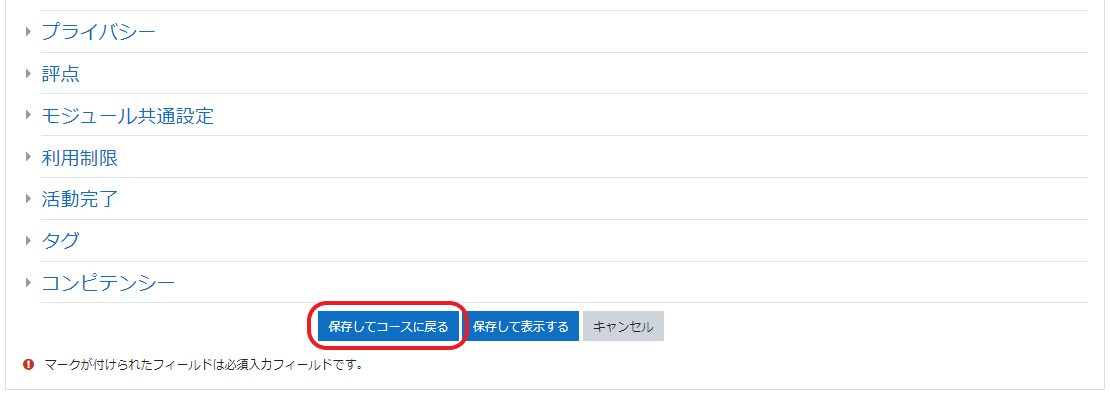 プライバシー
評点
モジュール共通設定
利用制限
活動完了
タグ
コンピテンシー
保存してコースに戻る 保存して表示する キャンセル
マークが付けられたフィールドは必須入力フィールドです。